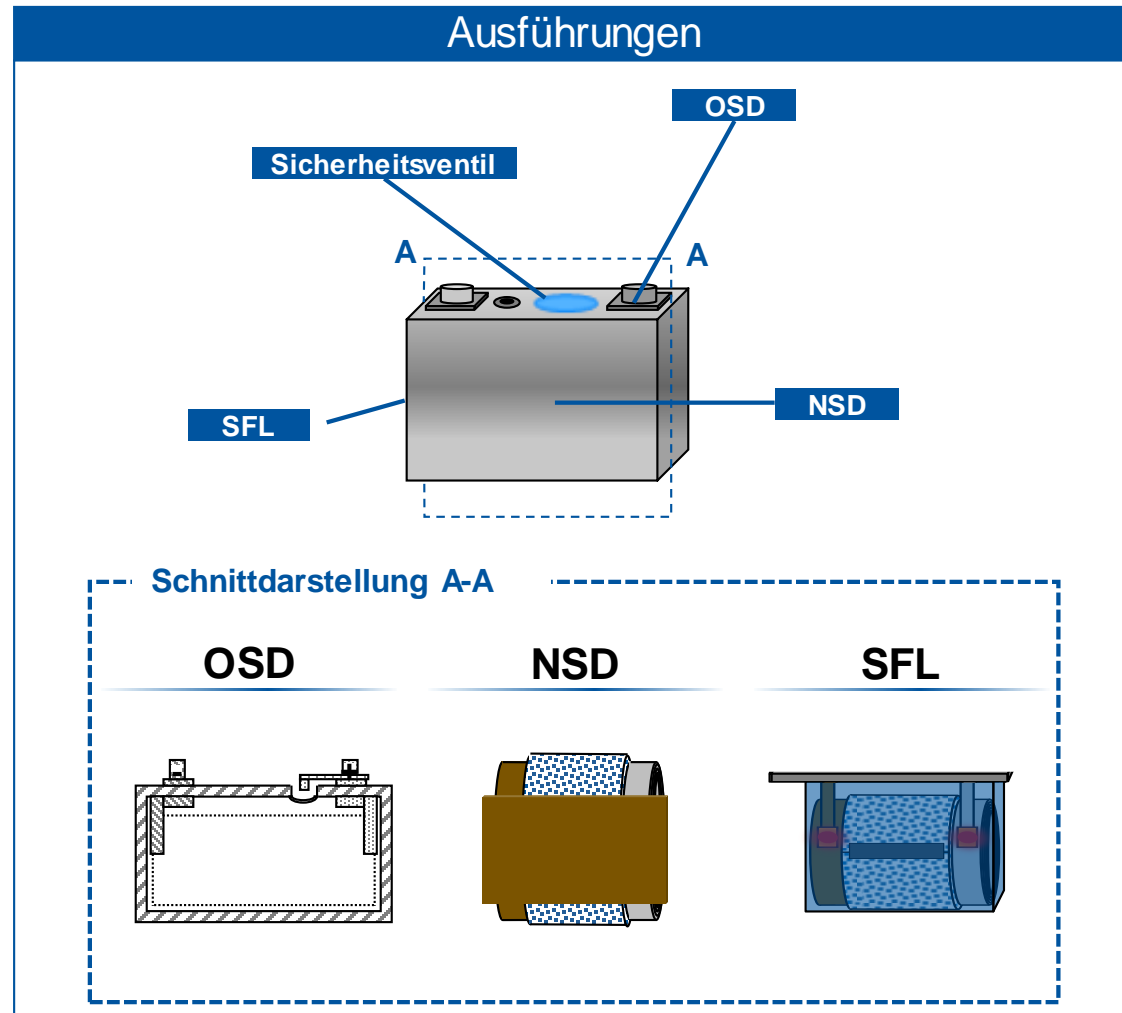 Ausführungen
OSD
Sicherheitsventil
A
A
NSD
SFL
Schnittdarstellung A-A
OSD
NSD
SFL